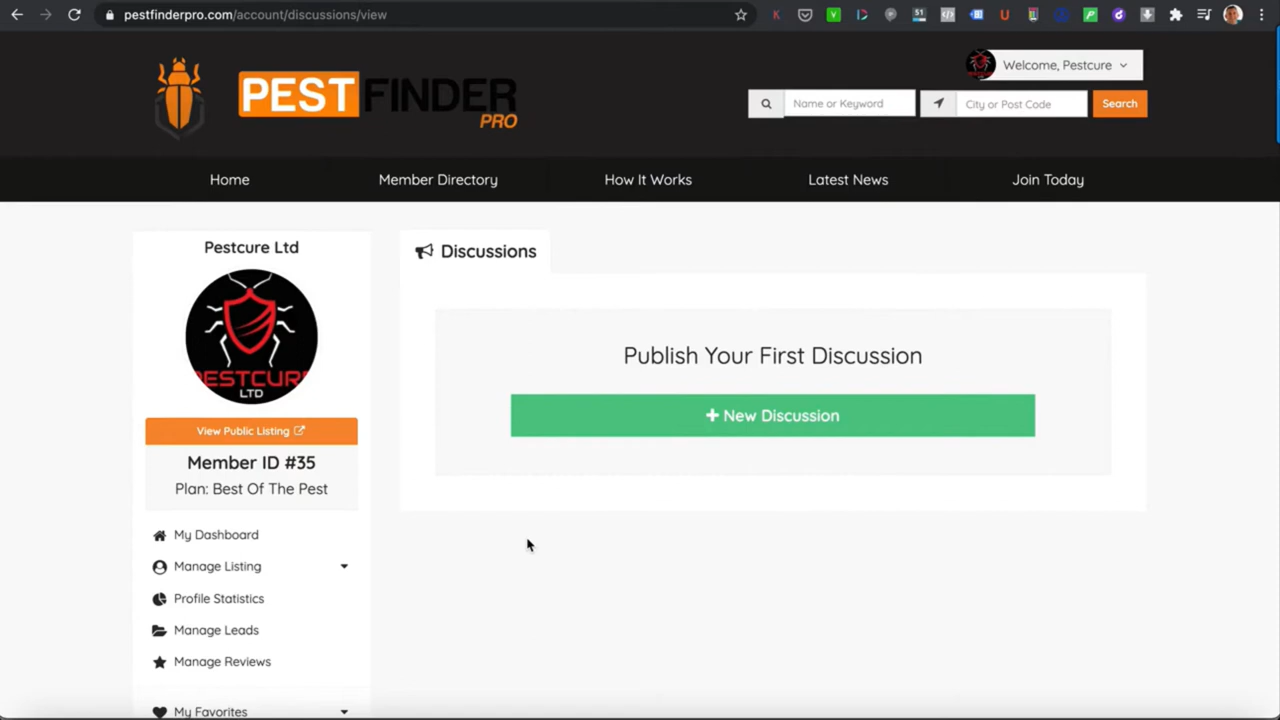 pestfinderpro.com/account/discussions/view
51
PEST FINDER
PRO
Welcome, Pestcure
Name or Keyword
City or Post Code
Search
Home
Member Directory
How It Works
Latest News
Join Today
Pestcure Ltd
PESTCURE
LTD
View Public Listing
Member ID #35
Plan: Best Of The Pest
My Dashboard
Manage Listing
Profile Statistics
Manage Leads
Manage Reviews
My Favorites
Discussions
Publish Your First Discussion
New Discussion